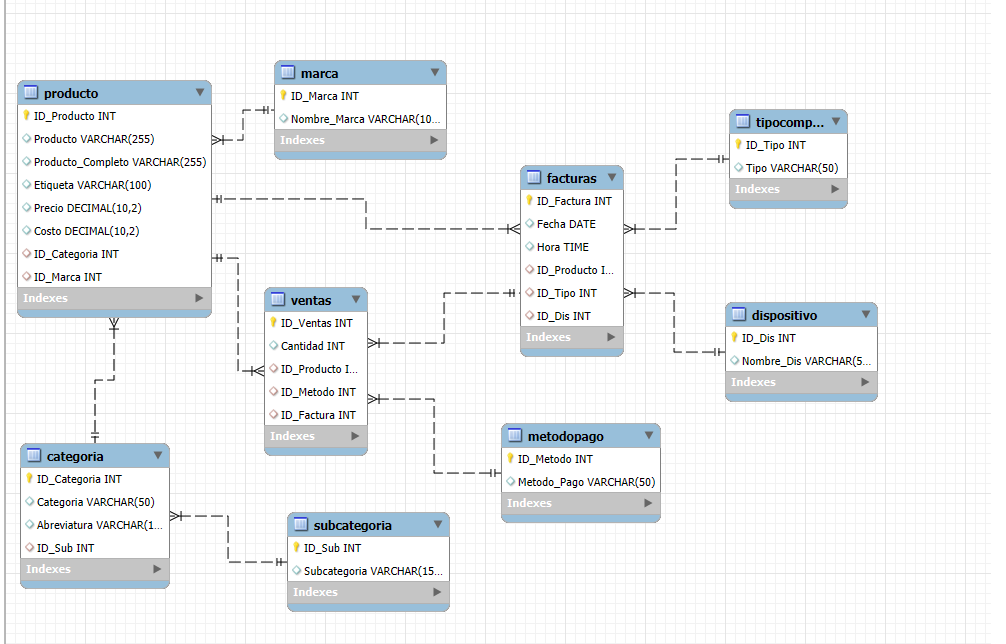 producto
ID_Producto INT
Producto VARCHAR(255)
Producto_Completo VARCHAR(255)
Etiqueta VARCHAR(100)
Precio DECIMAL(10,2)
Costo DECIMAL(10,2)
ID_Categoria INT
ID_Marca INT
Indexes
marca
ID_Marca INT
Nombre_Marca VARCHAR(10...
Indexes
tipocomp...
ID_Tipo INT
Tipo VARCHAR(50)
Indexes
facturas
ID_Factura INT
Fecha DATE
Hora TIME
ID_Producto I...
ID_Tipo INT
ID_Dis INT
Indexes
ventas
ID_Ventas INT
Cantidad INT
ID_Producto I...
ID_Metodo INT
ID_Factura INT
Indexes
dispositivo
ID_Dis INT
Nombre_Dis VARCHAR(5...
Indexes
metodopago
ID_Metodo INT
Metodo_Pago VARCHAR(50)
Indexes
categoria
ID_Categoria INT
Categoria VARCHAR(50)
Abreviatura VARCHAR(1...
ID_Sub INT
Indexes
subcategoria
ID_Sub INT
Subcategoria VARCHAR(15...
Indexes